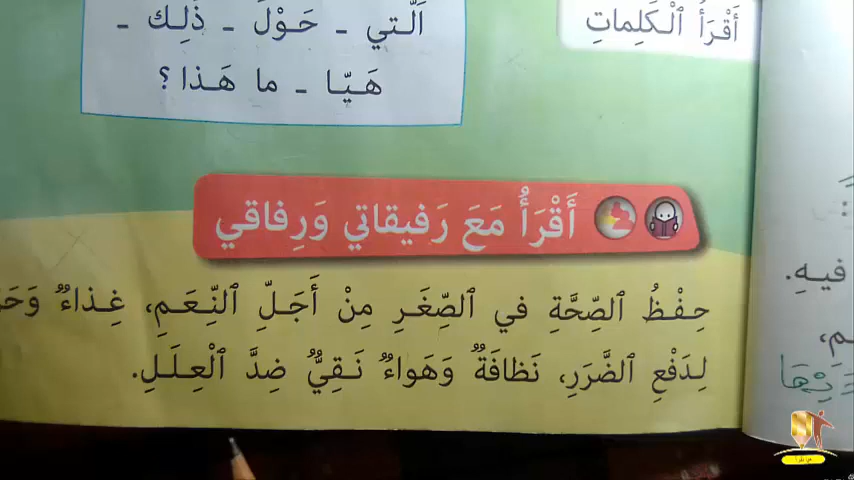 أَقْرَأُ ٱلْكَلِماتِ
اَلَّتي - حَوْلَ - ذٰلِكَ -
هَيّا - ما هَذا؟
أَقْرَأُ مَعَ رَفيقاتي وَرِفاقي
حِفْظُ ٱلصِّحَّةِ في ٱلصِّغَرِ مِنْ أَجَلِّ ٱلنِّعَمِ، غِذاءٌ
لِدَفْعِ ٱلضَّرَرِ، نَظافَةٌ وَهَواءٌ نَقِيٌّ ضِدَّ ٱلْعِلَلِ.
فيهِ.